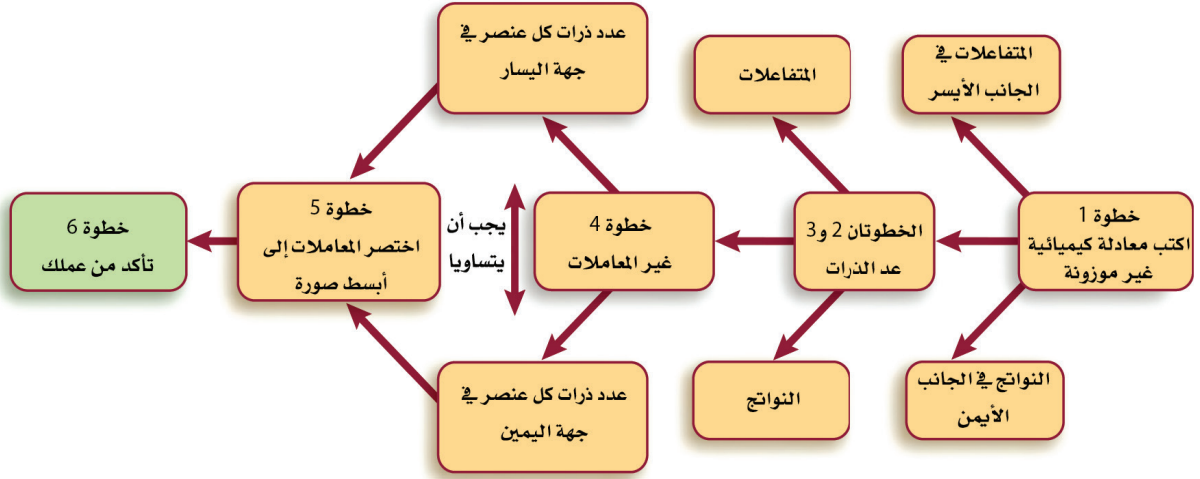 خطوة 1
اكتب معادلة كيميائية
غير موزونة
المتفاعلات في
الجانب الأيسر
النواتج في الجانب
الأيمن
الخطوتان 2 و3
عد الذرات
المتفاعلات
النواتج
خطوة 4
غير المعاملات
عدد ذرات كل عنصر في
جهة اليسار
يجب أن
يتساويا
عدد ذرات كل عنصر في
جهة اليمين
خطوة 5
اختصر المعاملات إلى
أبسط صورة
خطوة 6
تأكد من عملك